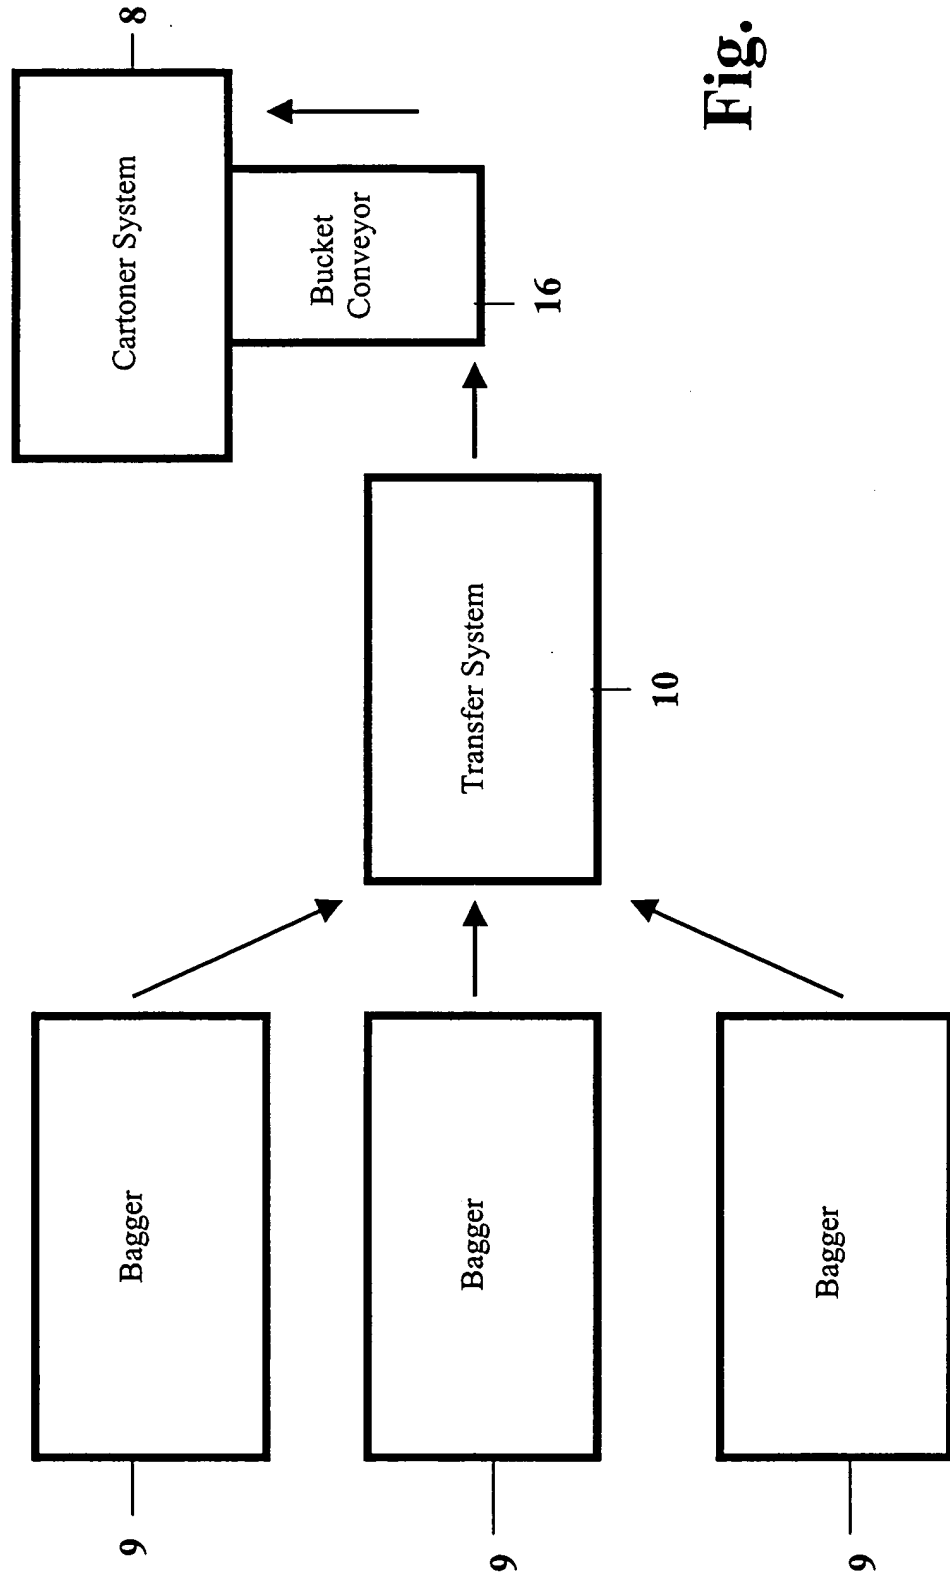 9
Bagger
Cartoner System
8
Bucket
Conveyor
16
9
Bagger
Transfer System
10
9
Bagger
Fig.